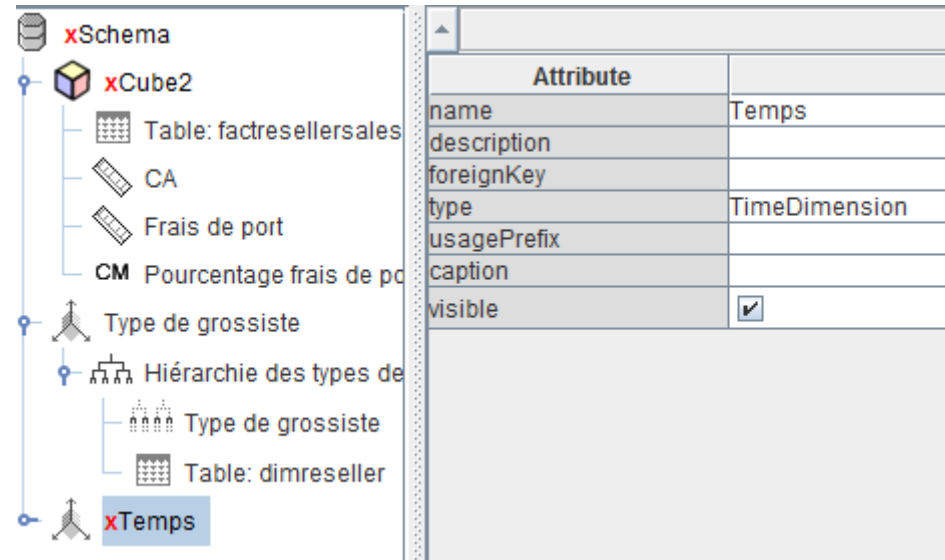 xSchema
xCube2
Table: factresellersales
CA
Frais de port
CM Pourcentage frais de po
Type de grossiste
Hiérarchie des types de
Type de grossiste
Table: dimreseller
xTemps
Attribute
name Temps
description
foreignKey
type TimeDimension
usagePrefix
caption
visible